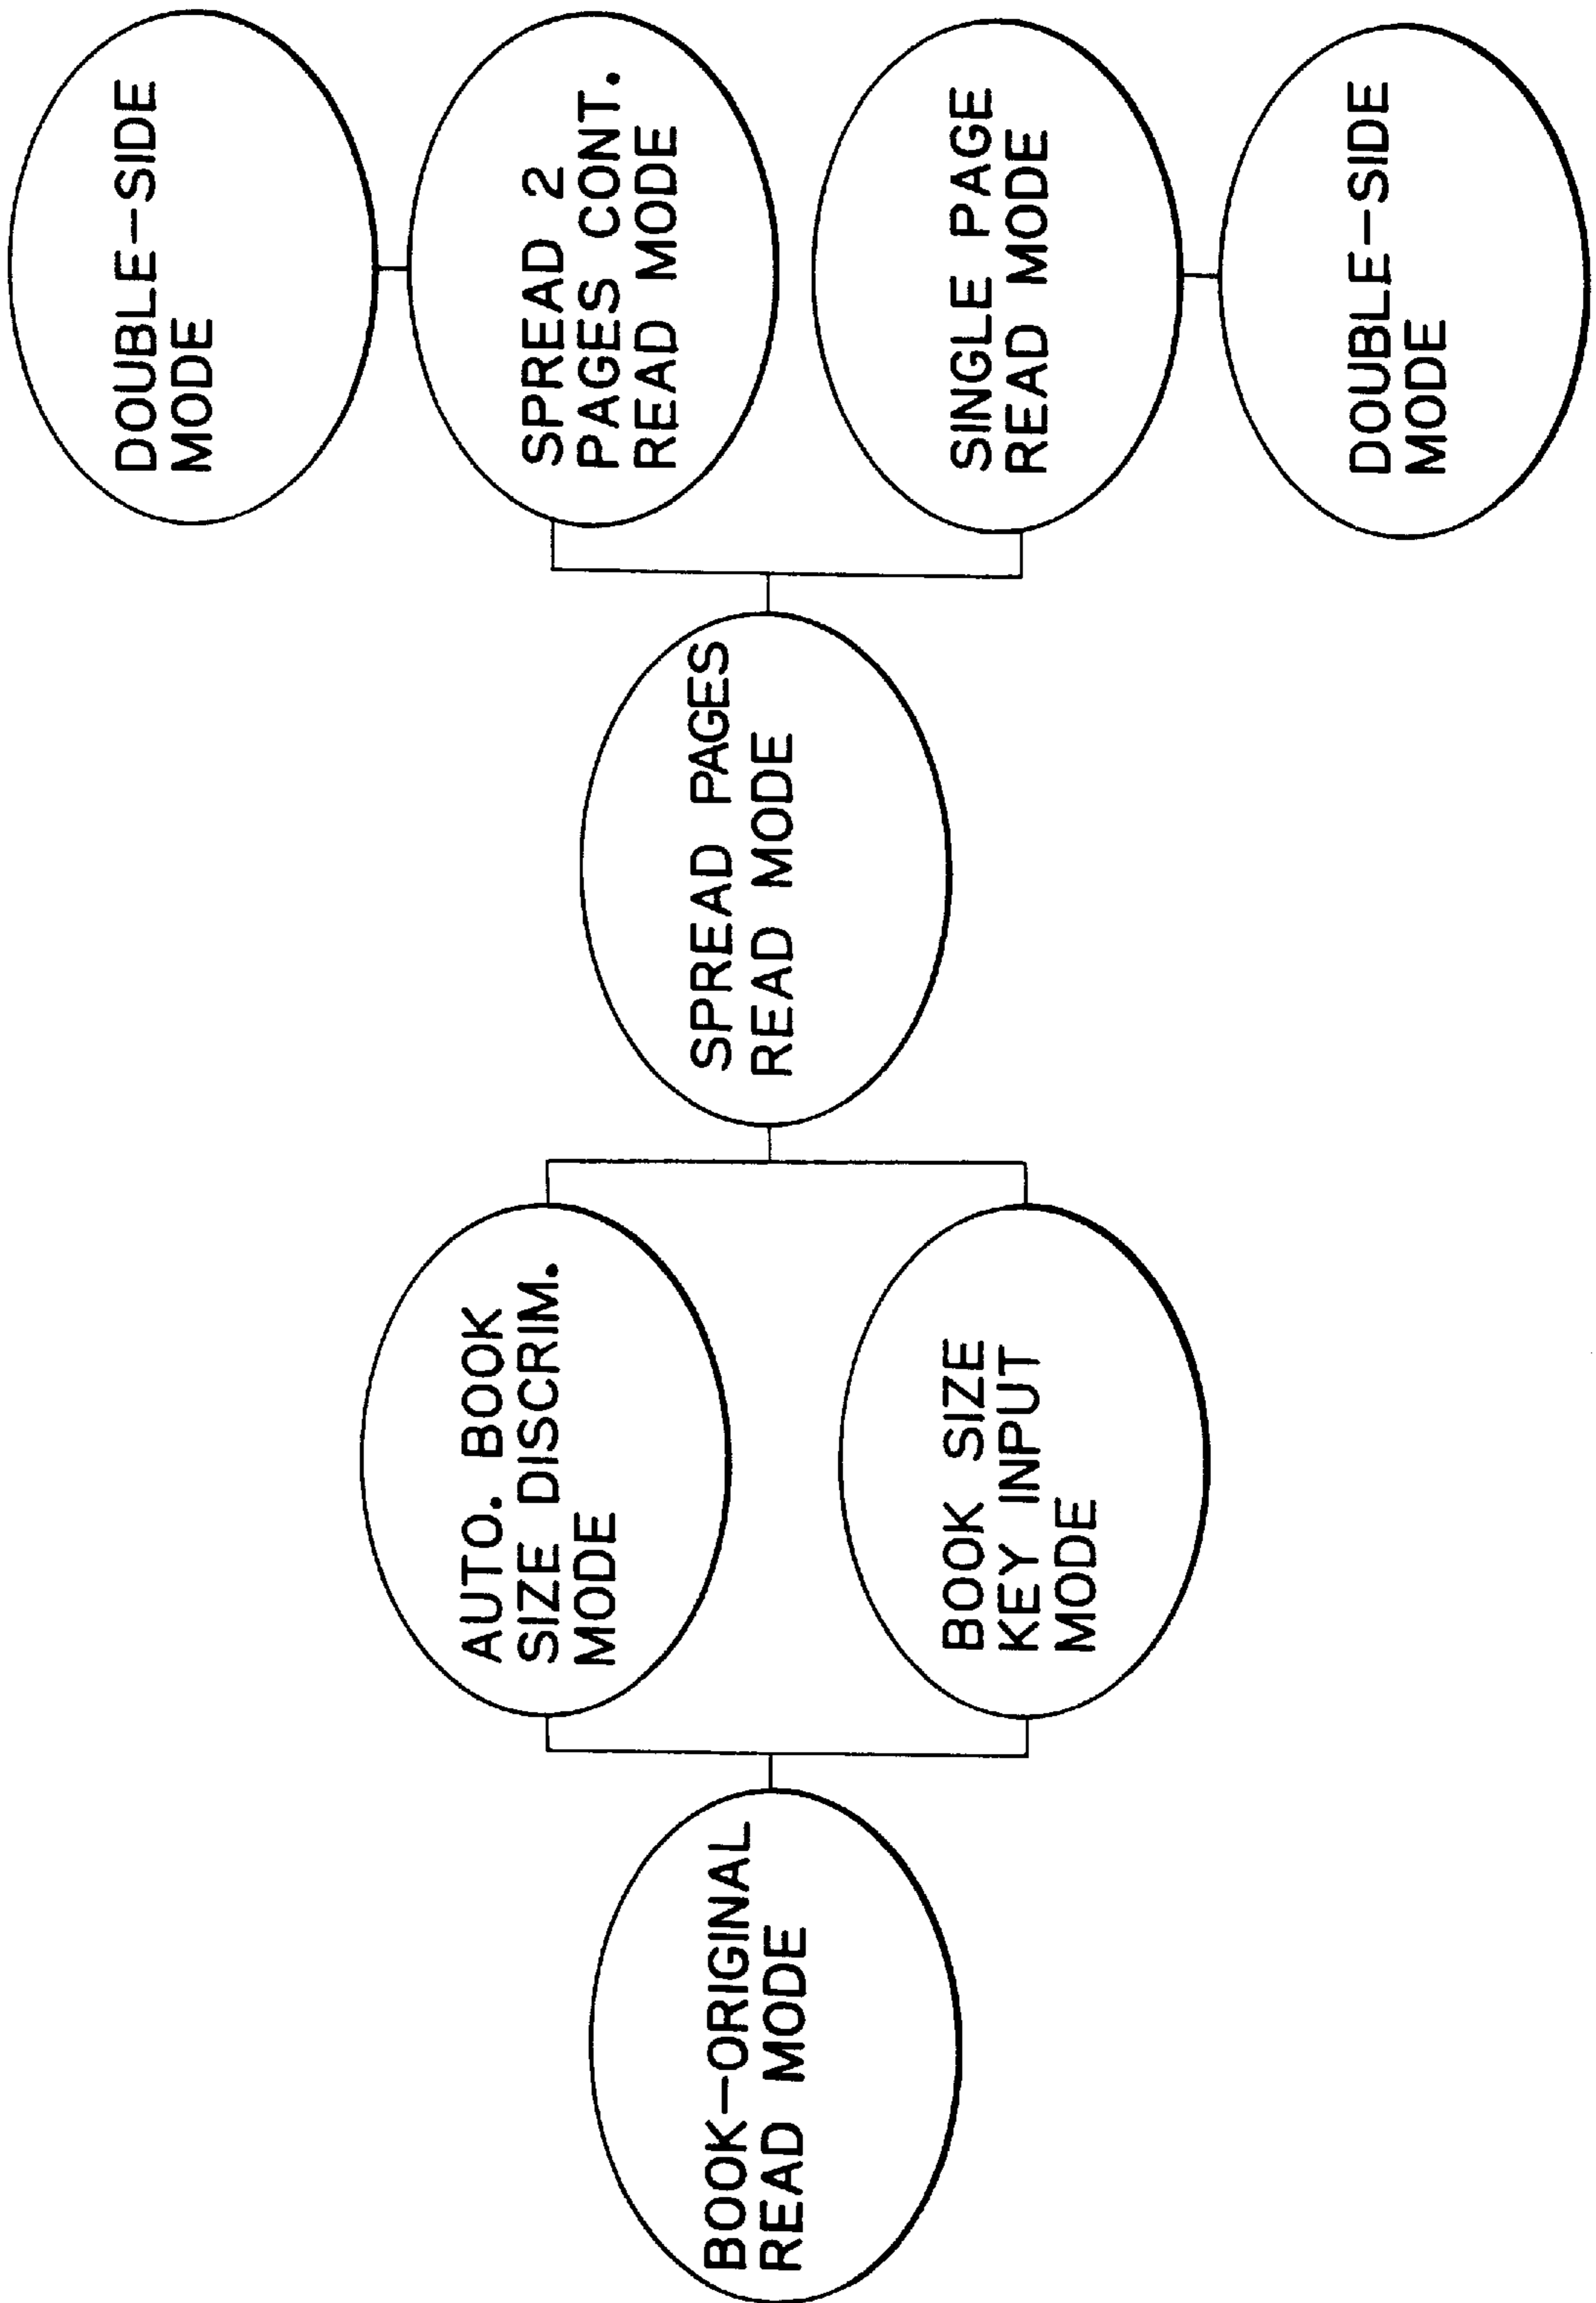 BOOK-ORIGINAL
READ MODE
AUTO. BOOK
SIZE DISCRIM.
MODE
BOOK SIZE
KEY INPUT
MODE
SPREAD PAGES
READ MODE
DOUBLE-SIDE
MODE
SPREAD 2
PAGES CONT.
READ MODE
SINGLE PAGE
READ MODE
DOUBLE-SIDE
MODE